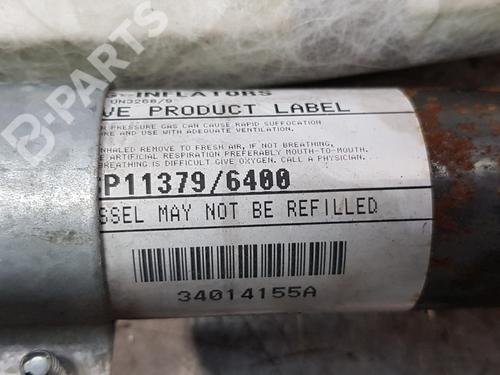 B-PARTS
-INFLATORS
UN3268/9
VE PRODUCT LABEL
PRESSURE GAS CAN CAUSE RAPID SUFFOCATION
RE AND USE WITH ADEQUATE VENTILATION.
NHALED REMOVE TO FRESH AIR, IF NOT BREATHING,
E ARTIFICIAL RESPIRATION PREFERABLY MOUTH-TO-MOUTH.
BREATHING IS DIFFICULT GIVE OXYGEN. CALL A PHYSICIAN.
P11379/6400
SSEL MAY NOT BE REFILLED
34014155A